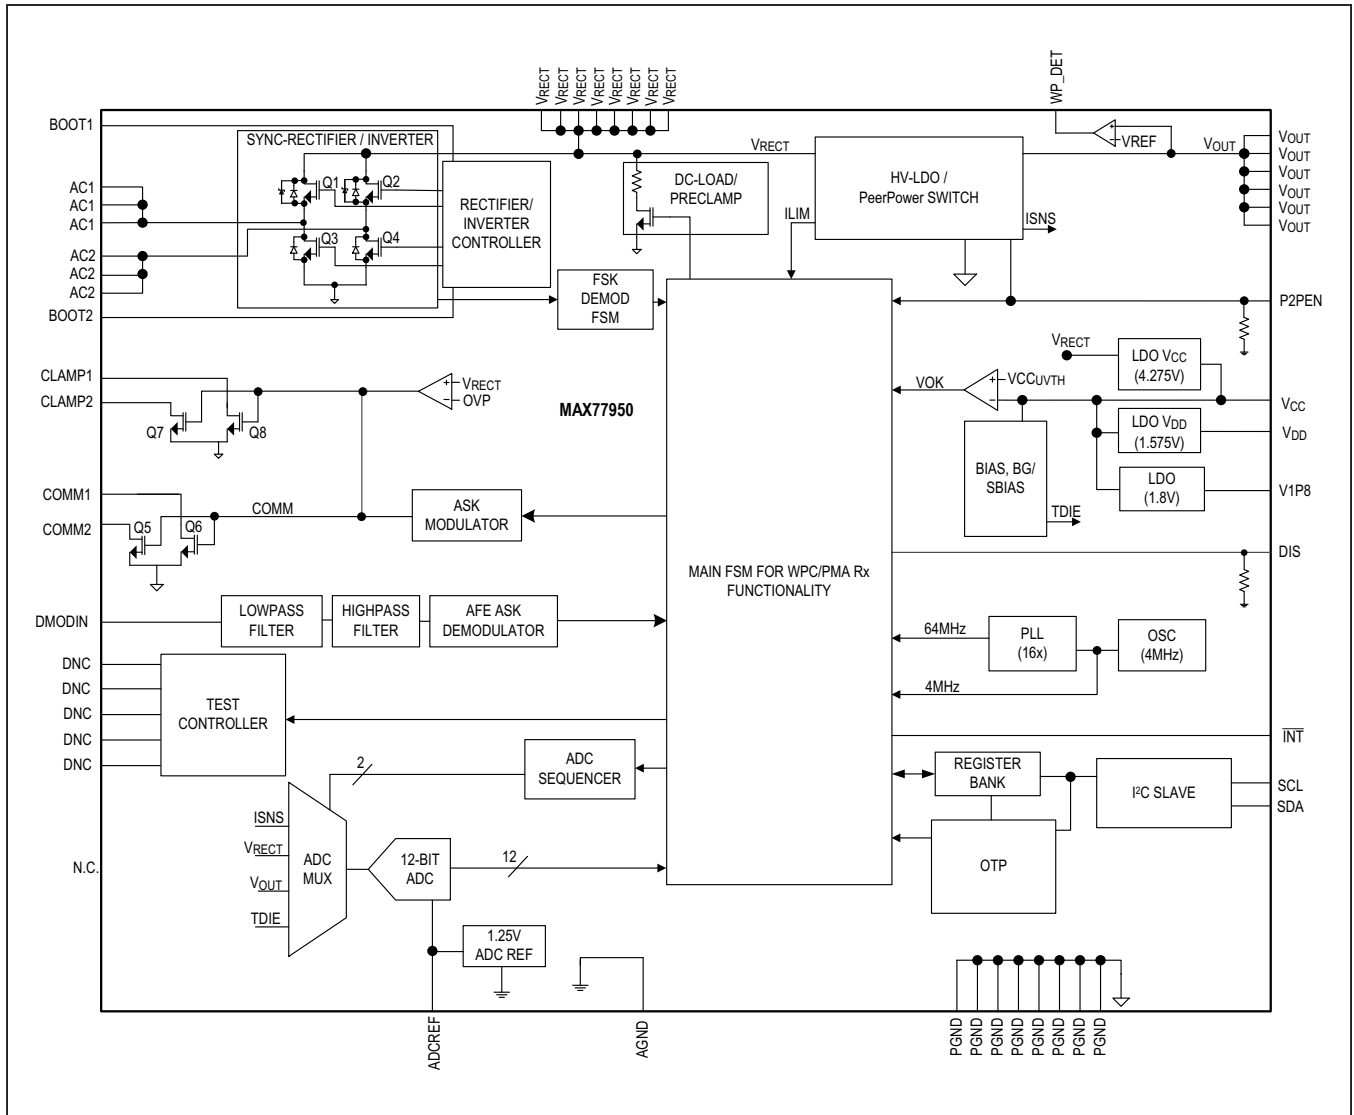 VRECT
VRECT
VRECT
VRECT
VRECT
VRECT
VRECT
VRECT
WP_DET
BOOT1
SYNC-RECTIFIER / INVERTER
VRECT
VREF
VOUT
VOUT
VOUT
VOUT
VOUT
VOUT
VOUT
AC1
AC1
AC1
AC2
AC2
AC2
BOOT2
Q1
Q2
Q3
Q4
RECTIFIER/
INVERTER
CONTROLLER
DC-LOAD/
PRECLAMP
HV-LDO /
PeerPower SWITCH
ILIM
ISNS
FSK
DEMOD
FSM
P2PEN
CLAMP1
CLAMP2
Q7
Q8
VRECT
OVP
MAX77950
VRECT
LDO VCC
(4.275V)
VOK
VCCUVTH
VCC
LDO VDD
(1.575V)
VDD
BIAS, BG/
SBIAS
LDO
(1.8V)
V1P8
TDIE
COMM1
COMM2
Q5
Q6
COMM
ASK
MODULATOR
MAIN FSM FOR WPC/PMA Rx
FUNCTIONALITY
DIS
DMODIN
LOWPASS
FILTER
HIGHPASS
FILTER
AFE ASK
DEMODULATOR
64MHz
PLL
(16x)
OSC
(4MHz)
4MHz
DNC
DNC
DNC
DNC
DNC
TEST
CONTROLLER
INT
2
ADC
SEQUENCER
REGISTER
BANK
I²C SLAVE
SCL
SDA
ISNS
VRECT
VOUT
TDIE
ADC
MUX
12-BIT
ADC
12
OTP
N.C.
1.25V
ADC REF
ADCREF
AGND
PGND
PGND
PGND
PGND
PGND
PGND
PGND
PGND